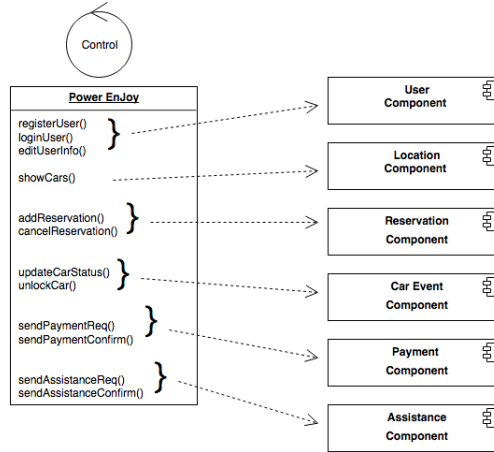 Control
Power EnJoy
registerUser()
loginUser()
editUserInfo()
showCars()
addReservation()
cancelReservation()
updateCarStatus()
unlockCar()
sendPaymentReq()
sendPaymentConfirm()
sendAssistanceReq()
sendAssistanceConfirm()
User
Component
Location
Component
Reservation
Component
Car Event
Component
Payment
Component
Assistance
Component